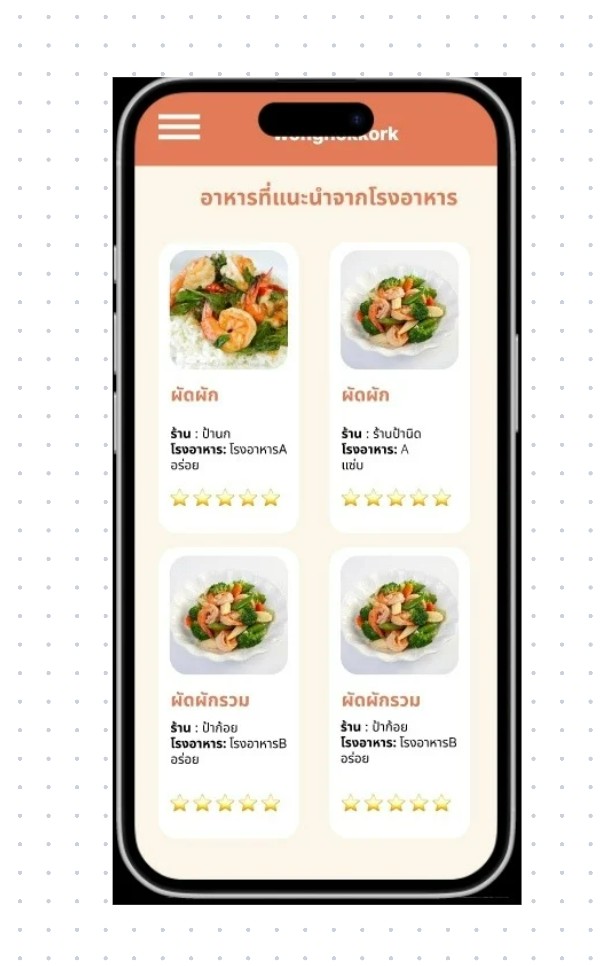 อาหารที่แนะนำจากโรงอาหาร
ผัดผัก
ร้าน : ป้านก
โรงอาหาร: โรงอาหารA
อร่อย
ผัดผัก
ร้าน : ร้านป้านิด
โรงอาหาร: A
แซ่บ
ผัดผักรวม
ร้าน : ป้าก้อย
โรงอาหาร: โรงอาหารB
อร่อย
ผัดผักรวม
ร้าน : ป้าก้อย
โรงอาหาร: โรงอาหารB
อร่อย